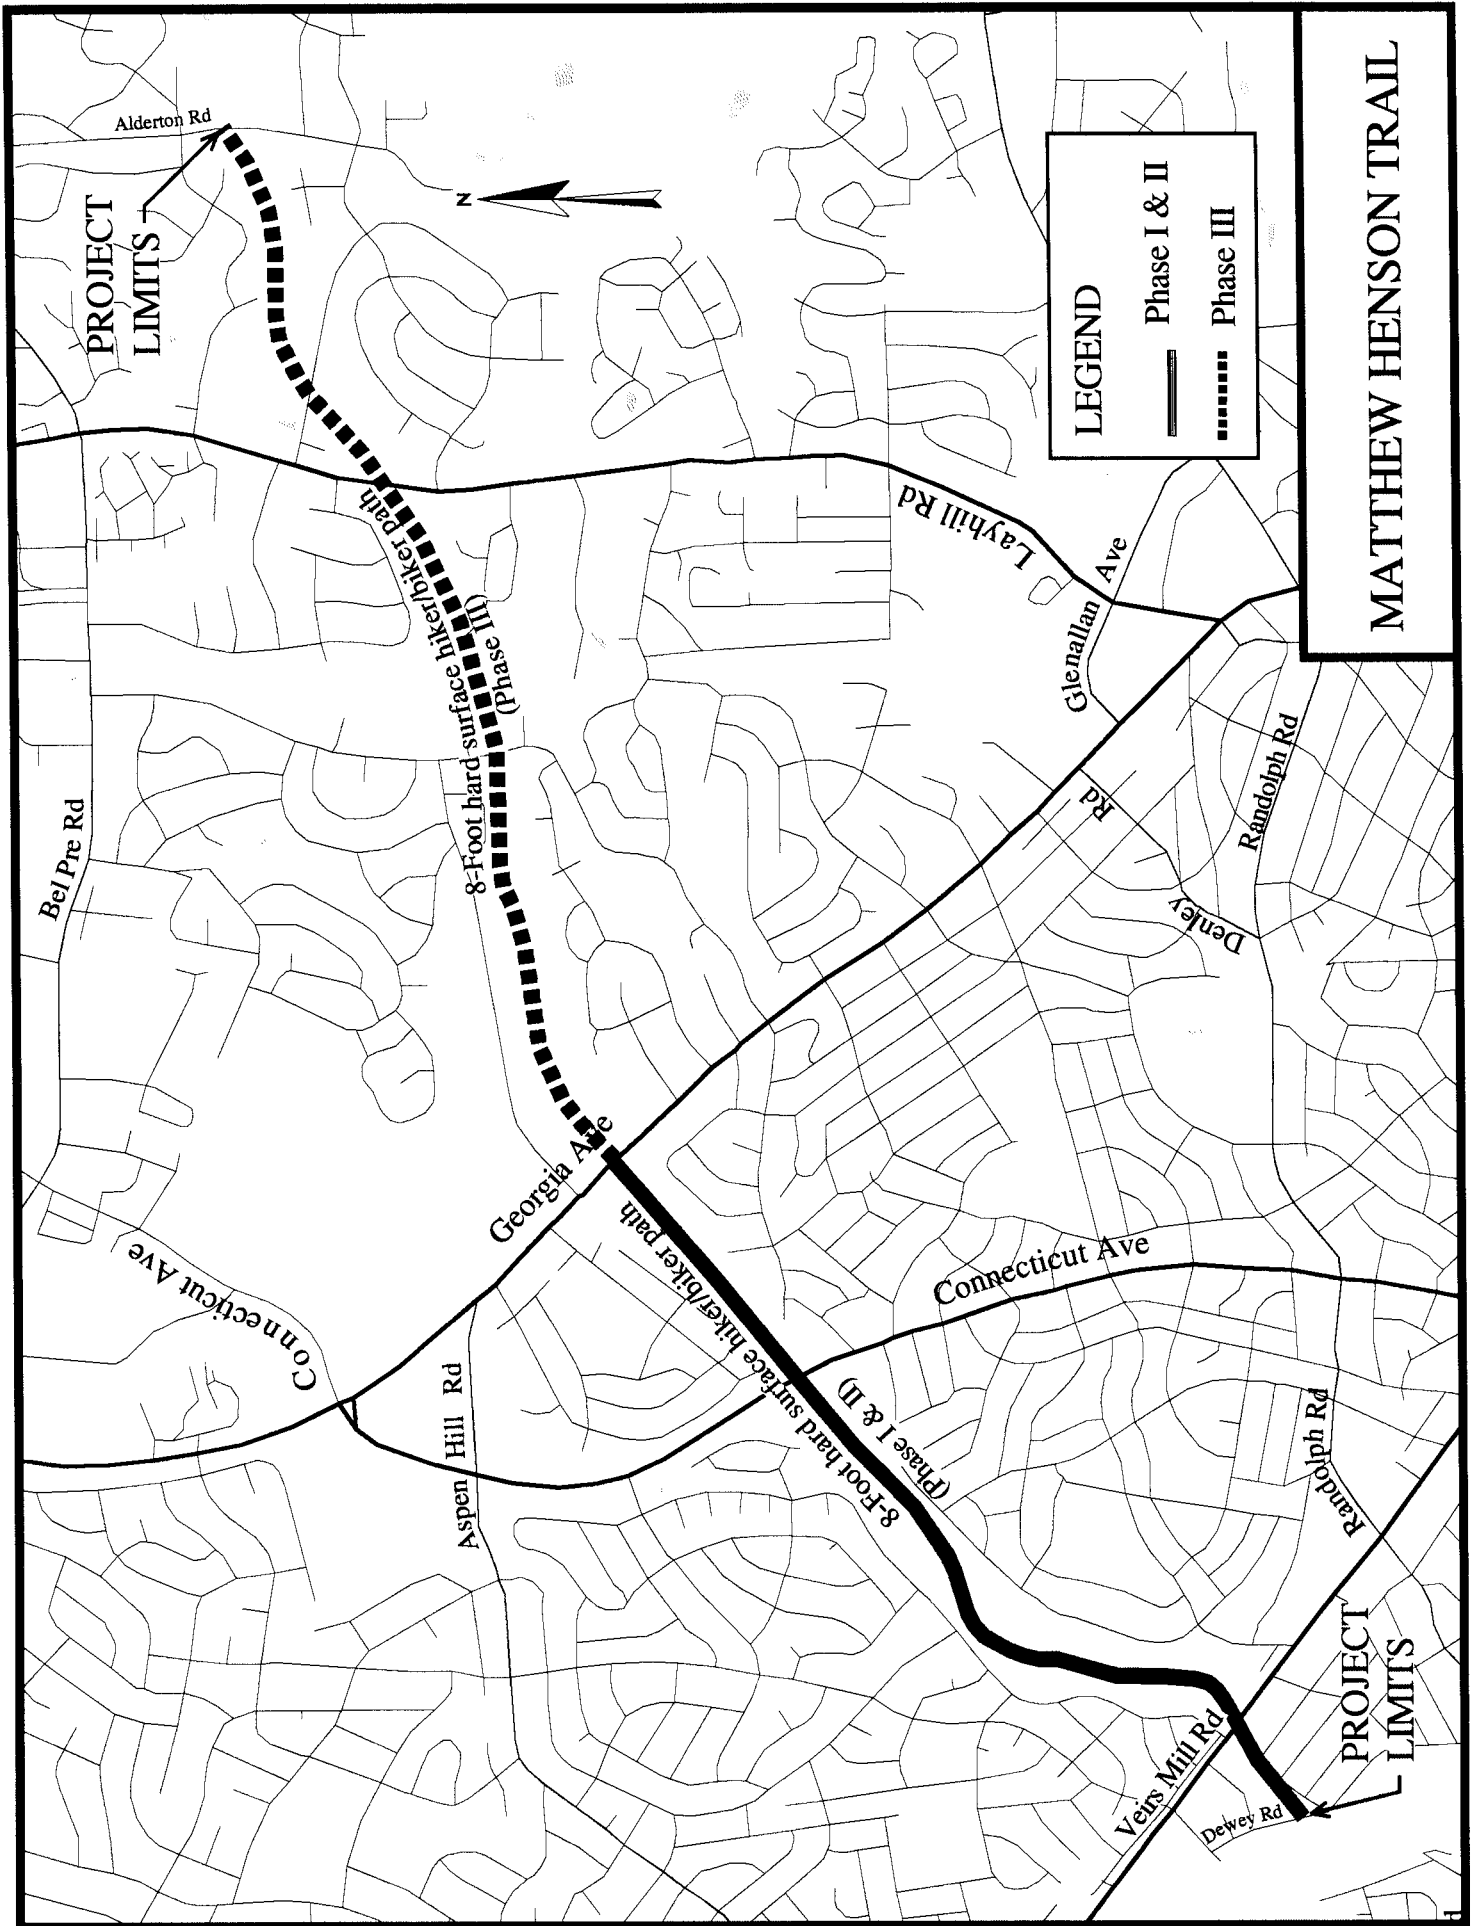 MATTHEW HENSON TRAIL
LEGEND
Phase I & II
Phase III
PROJECT
LIMITS
Alderton Rd
N
Bel Pre Rd
8-Foot hard surface hiker/biker path
(Phase III)
Layhill Rd
Glenallan Ave
Georgia Ave
Connecticut Ave
Aspen Hill Rd
8-Foot hard surface hiker/biker path
(Phase I & II)
Connecticut Ave
Denley Rd
Randolph Rd
Randolph Rd
Veirs Mill Rd
Dewey Rd
PROJECT
LIMITS